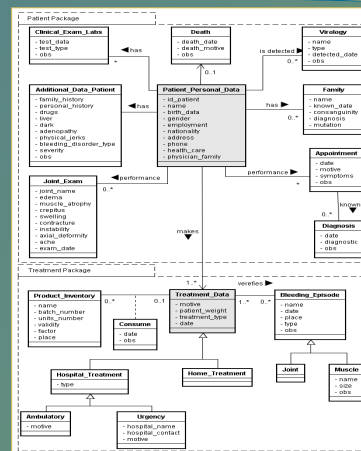 Patient Package
Clinical_Exam_Labs
- test_data
- test_type
- obs
has
*
Death
- death_date
- death_motive
- obs
0..1
Virology
- name
- type
- detected_date
- obs
is detected
0..*
Additional_Data_Patient
- family_history
- personal_history
- drugs
- liver
- dark
- adenopathy
- physical_jerks
- bleeding_disorder_type
- severity
- obs
has
Patient_Personal_Data
- id_patient
- name
- birth_data
- gender
- employment
- nationality
- address
- phone
- health_care
- physician_family
has
0..*
Family
- name
- known_date
- consanguinity
- diagnosis
- mutation
Joint_Exam
- joint_name
- edema
- muscle_atrophy
- crepitus
- swelling
- contracture
- instability
- axial_deformity
- ache
- exam_date
performance
0..*
performance
*
Appointment
- date
- motive
- symptoms
- obs
known
0..*
Diagnosis
- date
- diagnostic
- obs
makes
Treatment Package
Product_Inventory
- name
- batch_number
- units_number
- validity
- factor
- place
0..*
0..1
Consume
- date
- obs
1..*
Treatment_Data
- motive
- patient_weight
- treatment_type
- date
verefies
1..*
0..*
Bleeding_Episode
- name
- date
- place
- type
- obs
Hospital_Treatment
- type
Home_Treatment
Joint
Muscle
- name
- size
- obs
Ambulatory
- motive
Urgency
- hospital_name
- hospital_contact
- motive